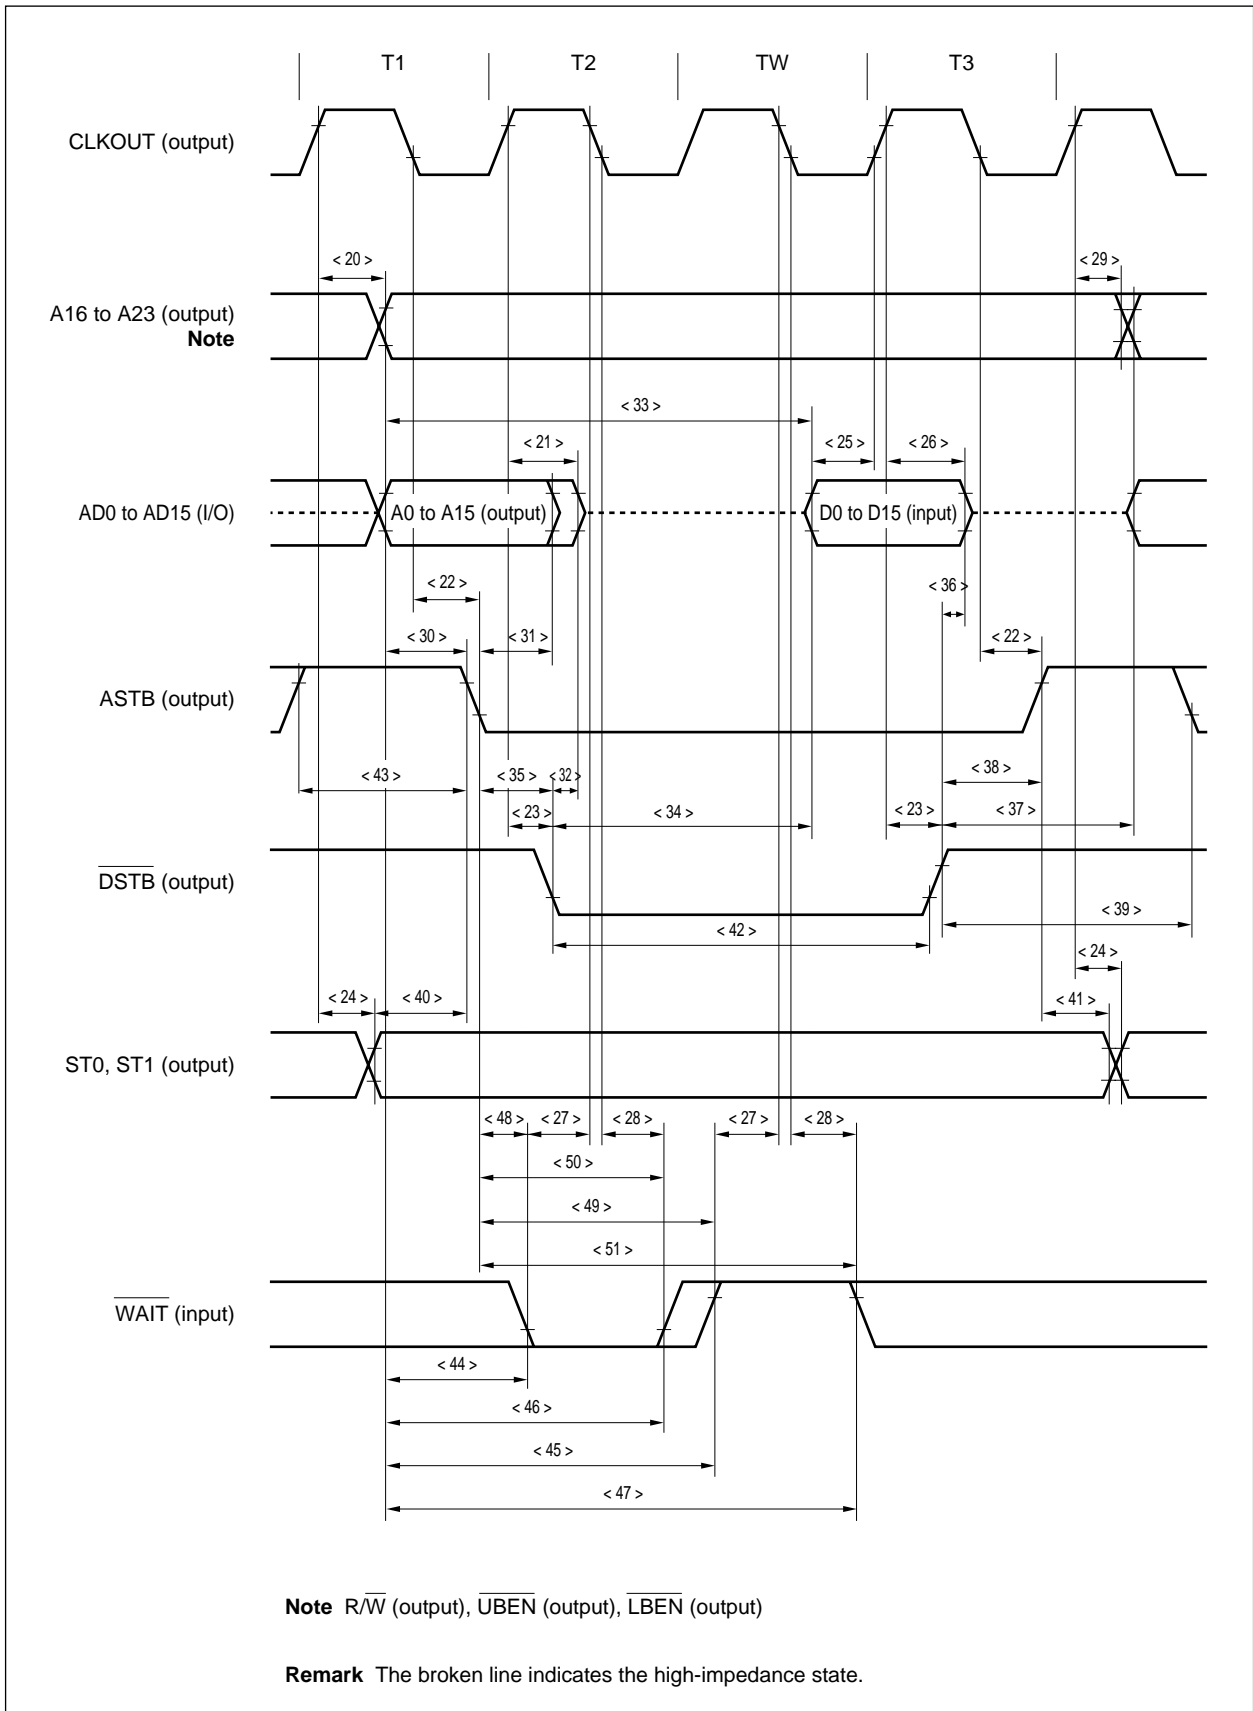 T1 T2 TW T3
CLKOUT (output)
< 20 > < 29 >
A16 to A23 (output)
Note
< 33 >
< 21 > < 25 > < 26 >
AD0 to AD15 (I/O) A0 to A15 (output) D0 to D15 (input)
< 22 > < 36 >
< 30 > < 31 > < 22 >
ASTB (output)
< 43 > < 35 > < 32 > < 38 >
< 23 > < 34 > < 23 > < 37 >
DSTB (output)
< 39 >
< 42 >
< 24 >
< 24 > < 40 > < 41 >
ST0, ST1 (output)
< 48 > < 27 > < 28 > < 27 > < 28 >
< 50 >
< 49 >
< 51 >
WAIT (input)
< 44 >
< 46 >
< 45 >
< 47 >
Note R/W (output), UBEN (output), LBEN (output)
Remark The broken line indicates the high-impedance state.